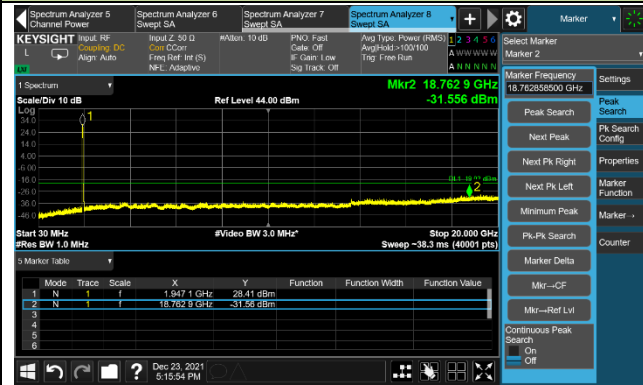 Spectrum Analyzer 5
Channel Power
Spectrum Analyzer 6
Swept SA
Spectrum Analyzer 7
Swept SA
Spectrum Analyzer 8
Swept SA
Marker
KEYSIGHT
L
Input: RF
Coupling: DC
Align: Auto
Input Z: 50 Ω
Corr CCorr
Freq Ref: Int (S)
NFE: Adaptive
#Atten: 10 dB
PNO: Fast
Gate: Off
IF Gain: Low
Sig Track: Off
Avg Type: Power (RMS)
Avg|Hold:>100/100
Trig: Free Run
1 2 3 4 5 6
A W W W W W
A N N N N N
Select Marker
Marker 2
1 Spectrum
Scale/Div 10 dB
Log
Ref Level 44.00 dBm
Mkr2 18.762 9 GHz
-31.556 dBm
34.0
24.0
14.0
4.00
-6.00
-16.0
-26.0
-36.0
-46.0
1
2
Start 30 MHz
#Res BW 1.0 MHz
#Video BW 3.0 MHz*
Stop 20.000 GHz
Sweep ~38.3 ms (40001 pts)
5 Marker Table
Mode Trace Scale X Y Function Function Width Function Value
1 N 1 f 1.947 1 GHz 28.41 dBm
2 N 1 f 18.762 9 GHz -31.56 dBm
3
4
5
6
Marker Frequency
18.762858500 GHz
Peak Search
Next Peak
Next Pk Right
Next Pk Left
Minimum Peak
Pk-Pk Search
Marker Delta
Mkr→CF
Mkr→Ref Lvl
Continuous Peak
Search
On
Off
Settings
Peak
Search
Pk Search
Config
Properties
Marker
Function
Marker→
Counter
?
Dec 23, 2021
5:15:54 PM